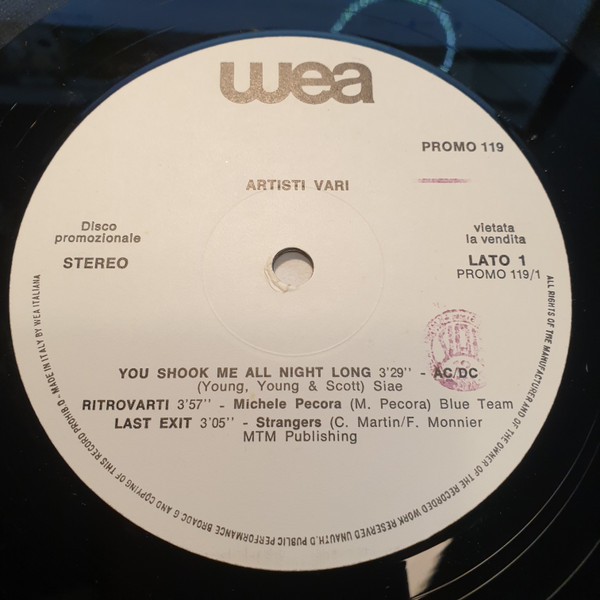 wea
PROMO 119
ARTISTI VARI
Disco
promozionale
vietata
la vendita
STEREO
LATO 1
PROMO 119/1
YOU SHOOK ME ALL NIGHT LONG 3'29'' - AC/DC
(Young, Young & Scott) Siae
RITROVARTI 3'57'' - Michele Pecora (M. Pecora) Blue Team
LAST EXIT 3'05'' - Strangers (C. Martin/F. Monnier
MTM Publishing
ALL RIGHTS OF THE MANUFACTURER AND OF THE OWNER OF THE RECORDED WORK RESERVED UNAUTH.D PUBLIC PERFORMANCE BROADC G AND COPYING OF THIS RECORD PROHIB.D - MADE IN ITALY BY WEA ITALIANA